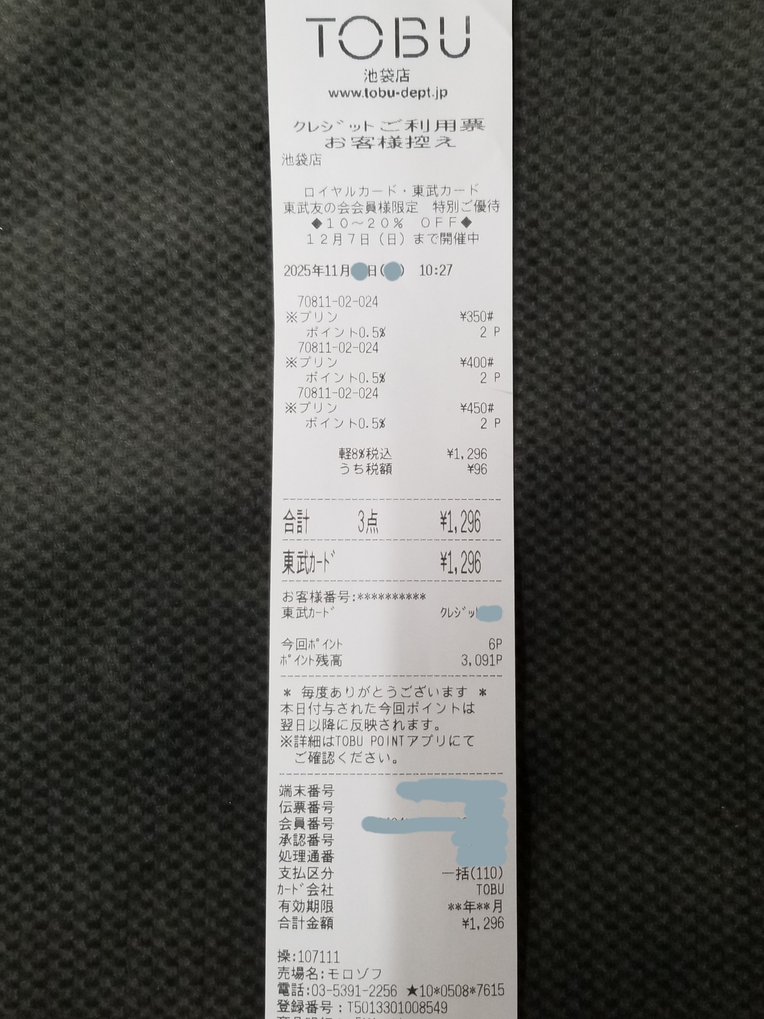 TOBU
池袋店
www.tobu-dept.jp
クレジットご利用票
お客様控え
池袋店
ロイヤルカード・東武カード
東武友の会会員様限定 特別ご優待
◆10～20% OFF◆
12月7日(日)まで開催中
2025年11月 日( ) 10:27
70811-02-024
※プリン ¥350#
ポイント0.5% 2 P
70811-02-024
※プリン ¥400#
ポイント0.5% 2 P
70811-02-024
※プリン ¥450#
ポイント0.5% 2 P
軽8%税込 ¥1,296
うち税額 ¥96
合計 3点 ¥1,296
東武カード ¥1,296
お客様番号:**********
東武カード クレジット
今回ポイント 6P
ポイント残高 3,091P
* 毎度ありがとうございます *
本日付与された今回ポイントは
翌日以降に反映されます。
※詳細はTOBU POINTアプリにて
ご確認ください。
端末番号
伝票番号
会員番号
承認番号
処理通番
支払区分 一括(110)
カード会社 TOBU
有効期限 **年**月
合計金額 ¥1,296
操:107111
売場名:モロゾフ
電話:03-5391-2256 ★10*0508*7615
登録番号:T5013301008549